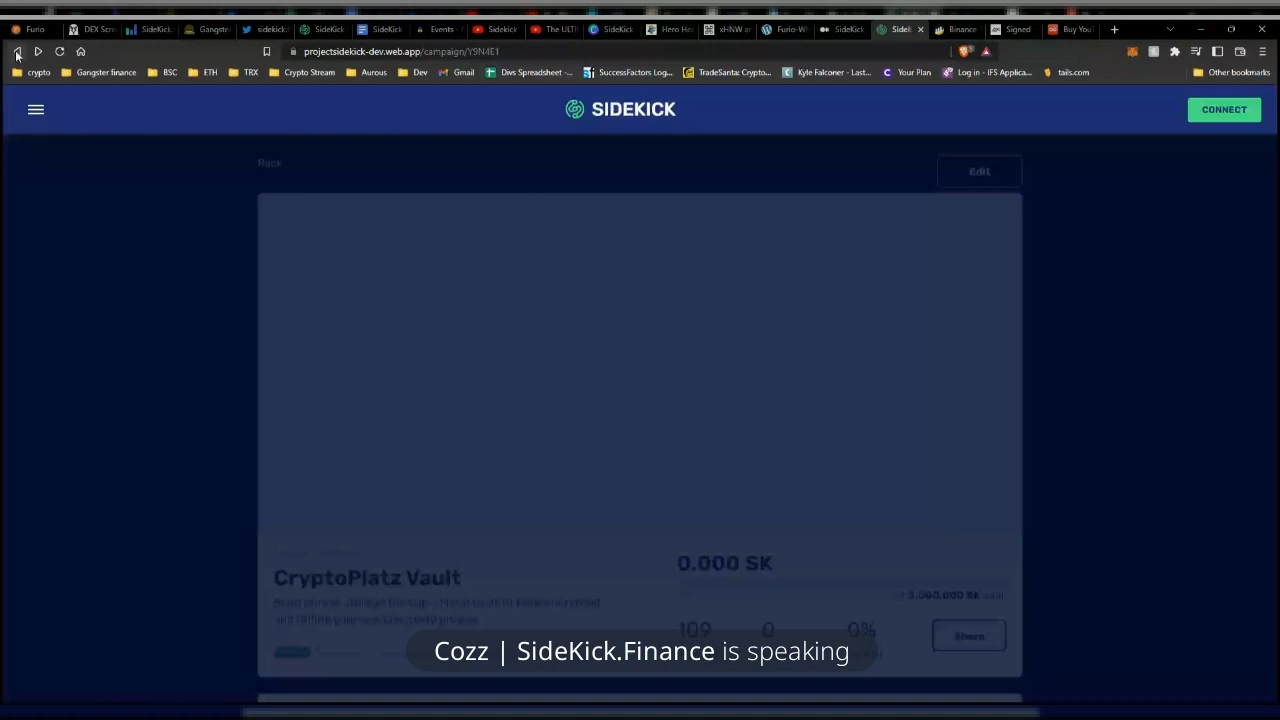 Furio DEX Scr SideKick Gangste sidekick. SideKick SideKick Events - Sidekick The ULTI SideKick Hero He xHNW ar Furio-W SideKick Sidel Binance Signed Buy You
projectsidekick-dev.web.app/campaign/Y9N4E1
crypto Gangster finance BSC ETH TRX Crypto Stream Aurous Dev Gmail Divs Spreadsheet -... SuccessFactors Log... TradeSanta: Crypto... Kyle Falconer - Last... Your Plan Log in - IFS Applica... tails.com Other bookmarks
SIDEKICK
CONNECT
Back
Edit
CryptoPlatz Vault
0.000 SK
109 0 0%
Share
Cozz | SideKick.Finance is speaking